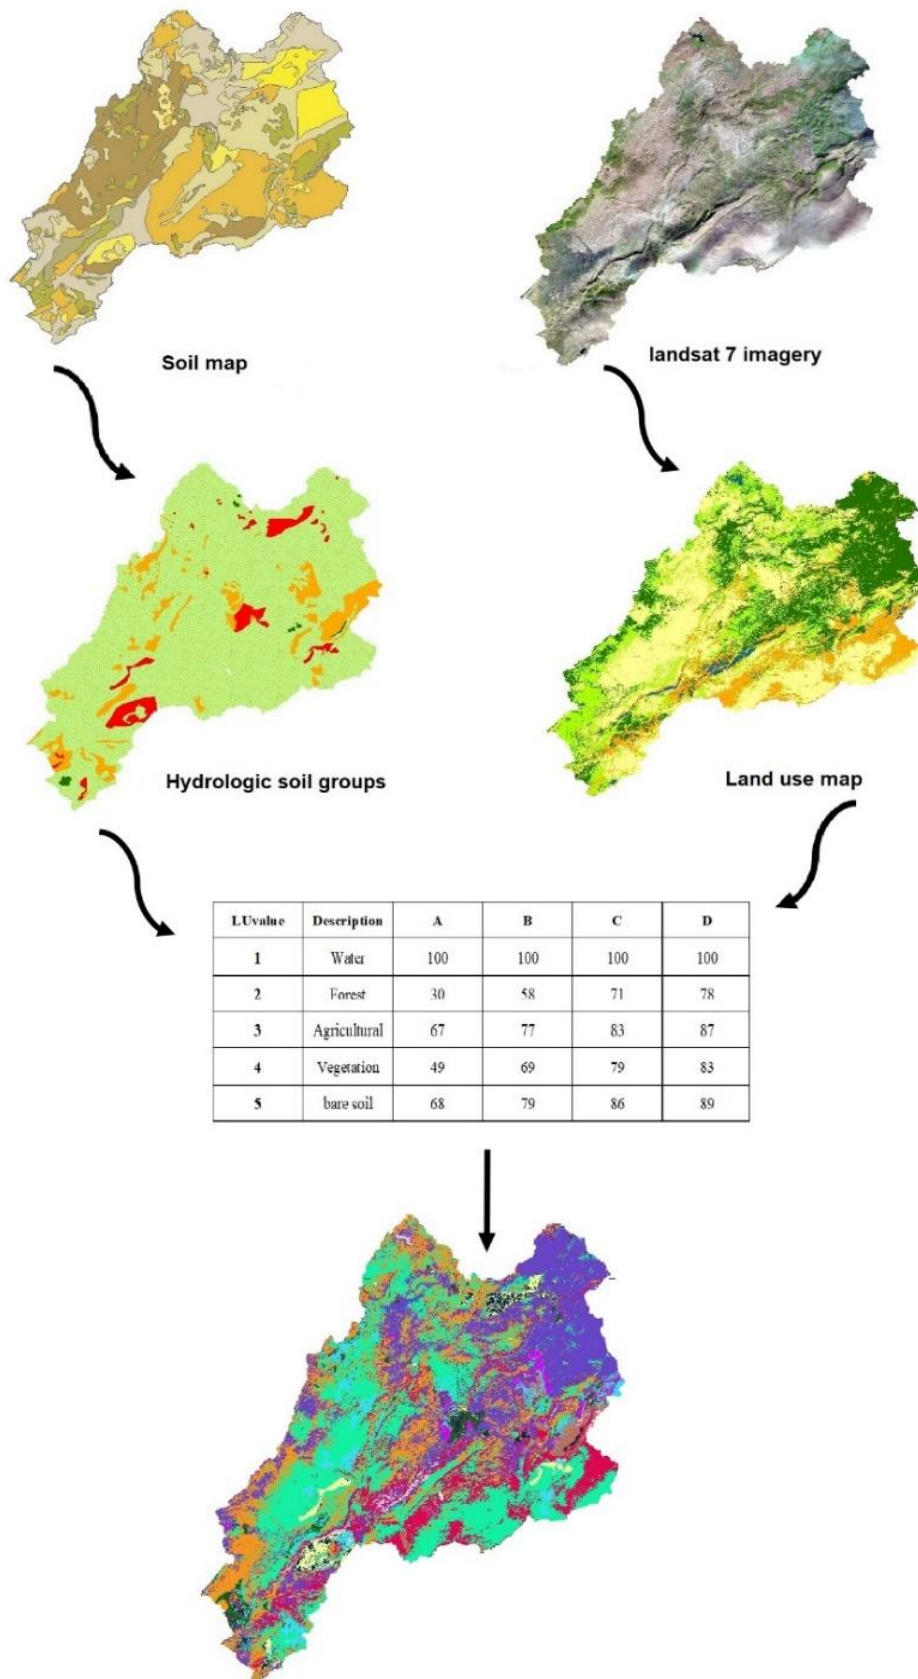 Soil map
landsat 7 imagery
Hydrologic soil groups
Land use map
LUvalue Description A B C D
1 Water 100 100 100 100
2 Forest 30 58 71 78
3 Agricultural 67 77 83 87
4 Vegetation 49 69 79 83
5 bare soil 68 79 86 89